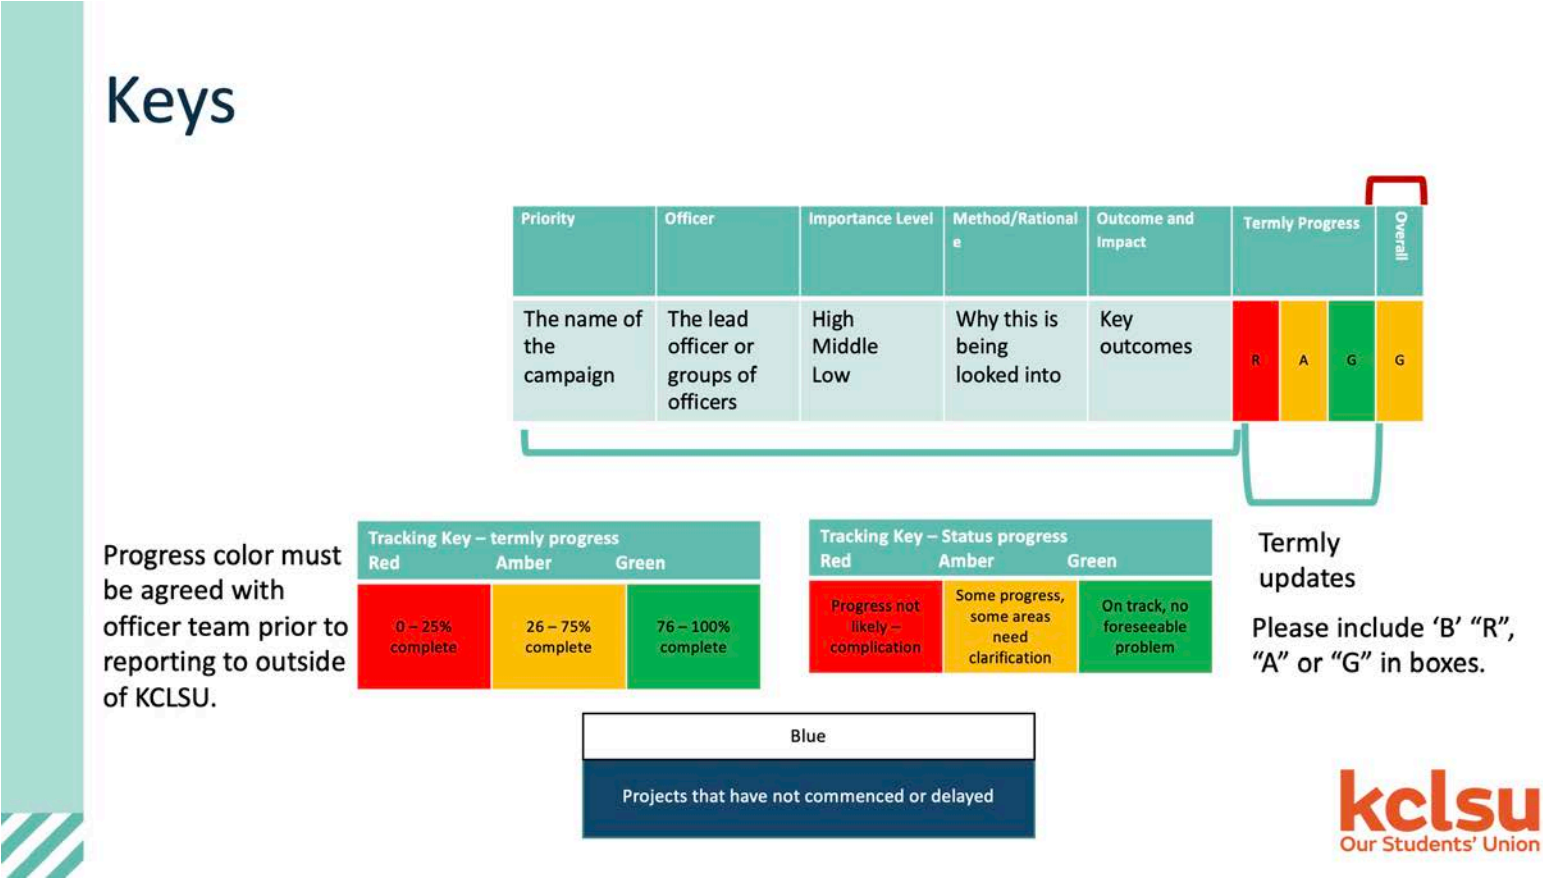 Keys
Priority
Officer
Importance Level
Method/Rational
e
Outcome and
Impact
Termly Progress
Overall
The name of
the
campaign
The lead
officer or
groups of
officers
High
Middle
Low
Why this is
being
looked into
Key
outcomes
R
A
G
G
Progress color must
be agreed with
officer team prior to
reporting to outside
of KCLSU.
Tracking Key – termly progress
Red Amber Green
0 – 25%
complete
26 – 75%
complete
76 – 100%
complete
Tracking Key – Status progress
Red Amber Green
Progress not
likely –
complication
Some progress,
some areas
need
clarification
On track, no
foreseeable
problem
Termly
updates
Please include ‘B’ “R”,
“A” or “G” in boxes.
Blue
Projects that have not commenced or delayed
kclsu
Our Students' Union